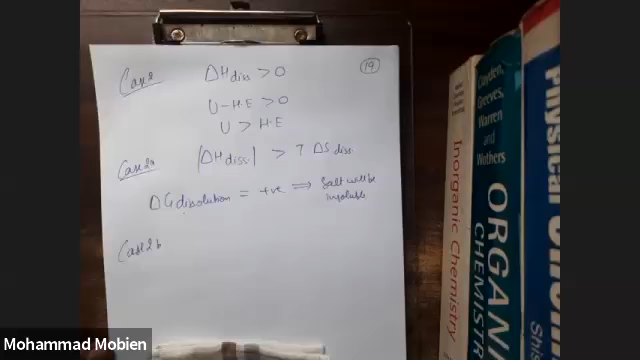 Case 2
ΔH diss > 0
19
U - H.E > 0
U > H.E
Case 2a
|ΔH diss| > T ΔS diss
ΔG dissolution = +ve ⟹ Salt will be
insoluble
Case 2b
Inorganic Chemistry
Clayden,
Greeves,
Warren
and
Wothers
ORGAN
CHEMISTRY
Physical
Mohammad Mobien